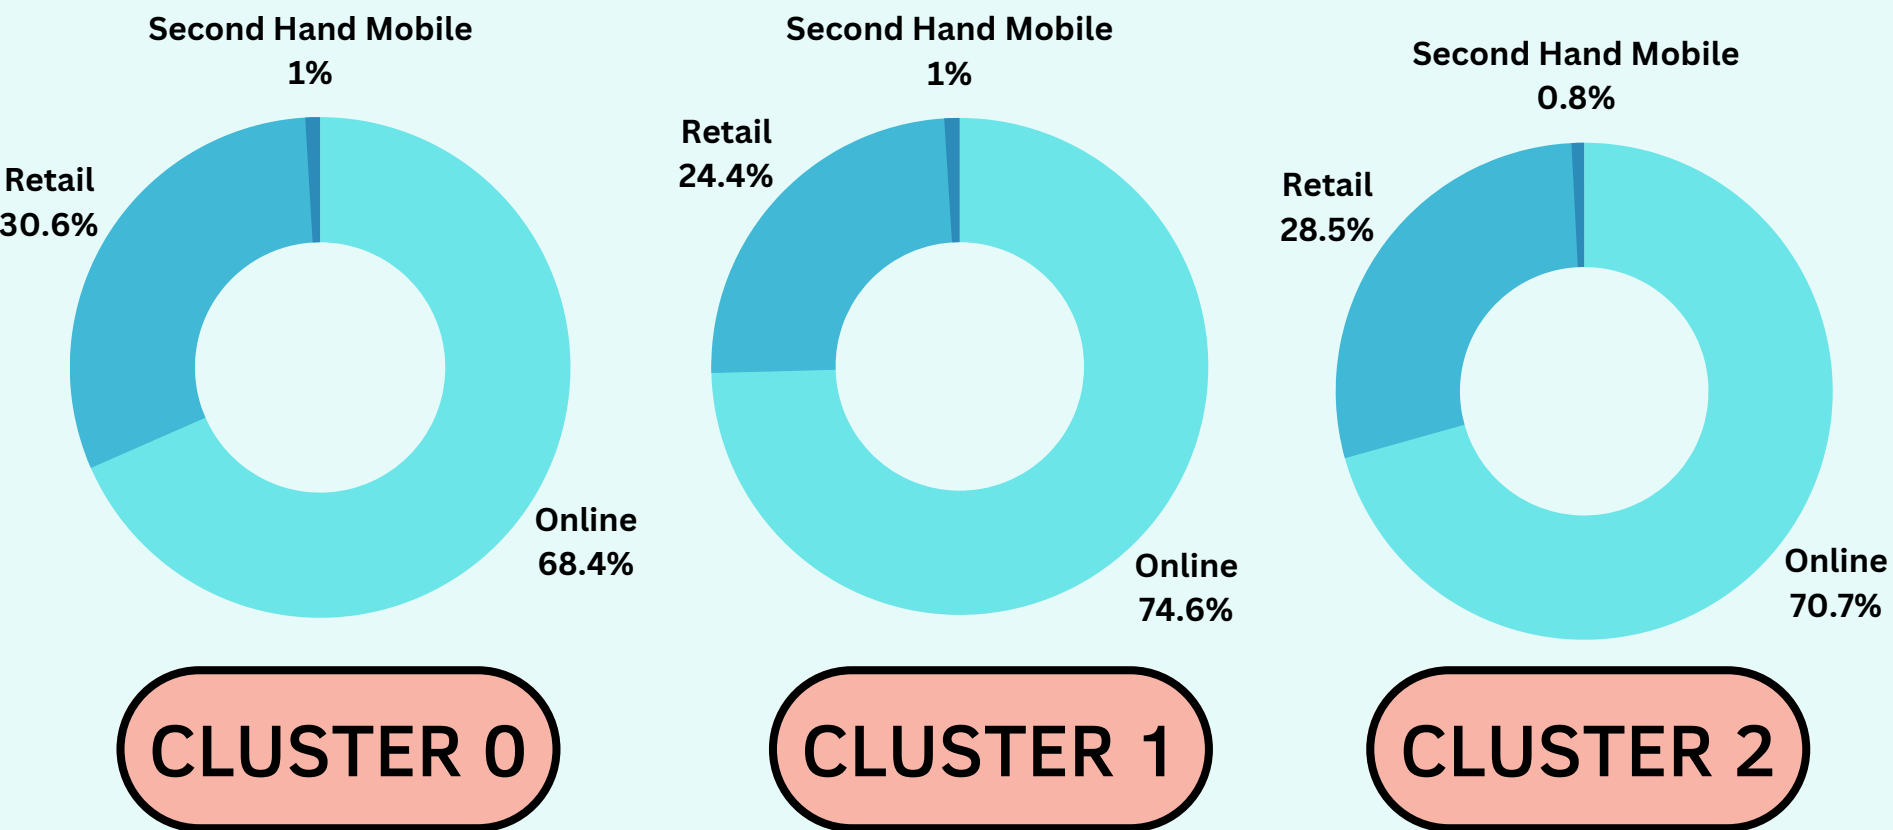 Second Hand Mobile
1%
Retail
30.6%
Online
68.4%
CLUSTER 0
Second Hand Mobile
1%
Retail
24.4%
Online
74.6%
CLUSTER 1
Second Hand Mobile
0.8%
Retail
28.5%
Online
70.7%
CLUSTER 2